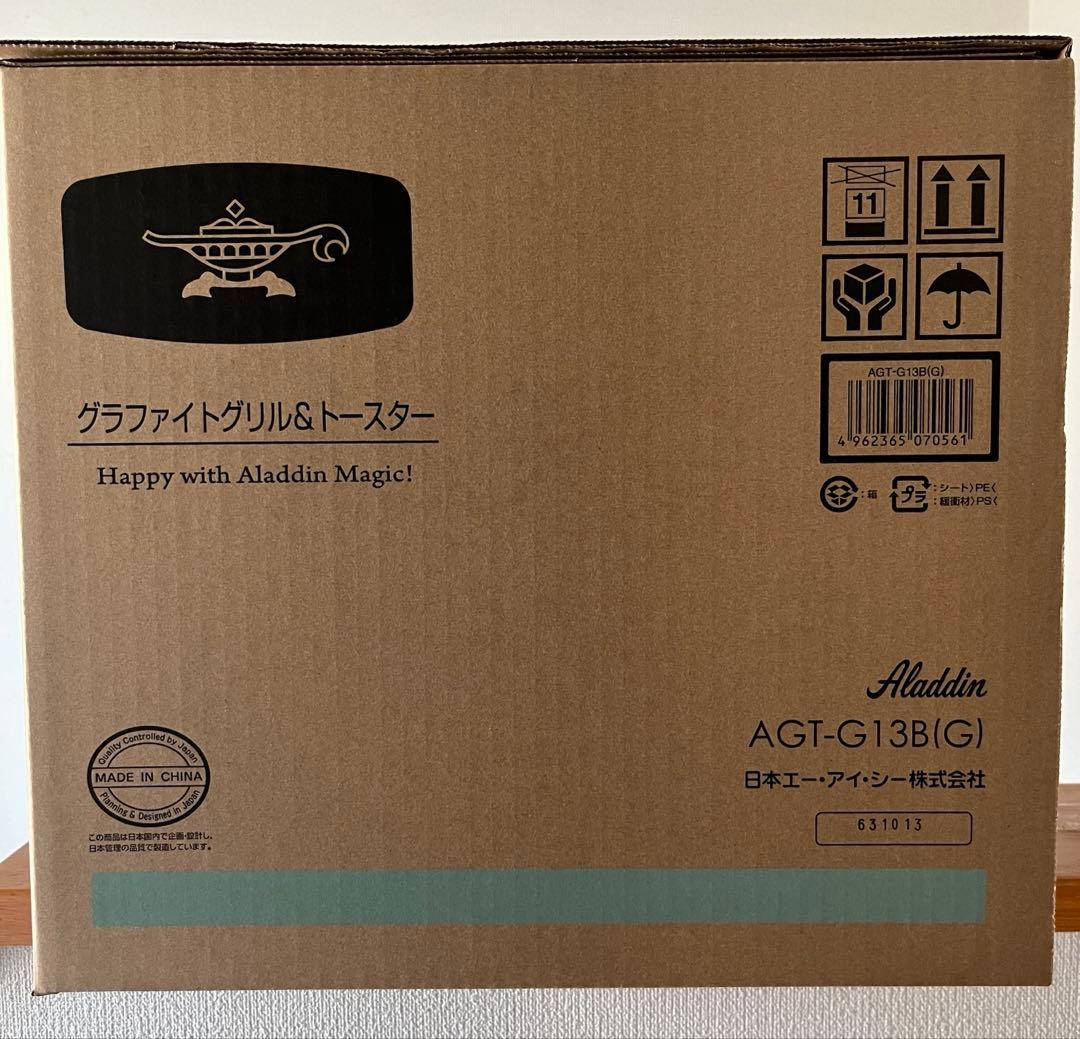 グラファイトグリル&トースター
Happy with Aladdin Magic!
11
AGT-G13B(G)
4 962365 070561
:箱
プラ
:シート〉PE〈
:緩衝材〉PS〈
Aladdin
AGT-G13B(G)
日本エー・アイ・シー株式会社
631013
Quality Controlled by Japan
MADE IN CHINA
Planning & Designed in Japan
この商品は日本国内で企画・設計し、
日本管理の品質で製造しています。